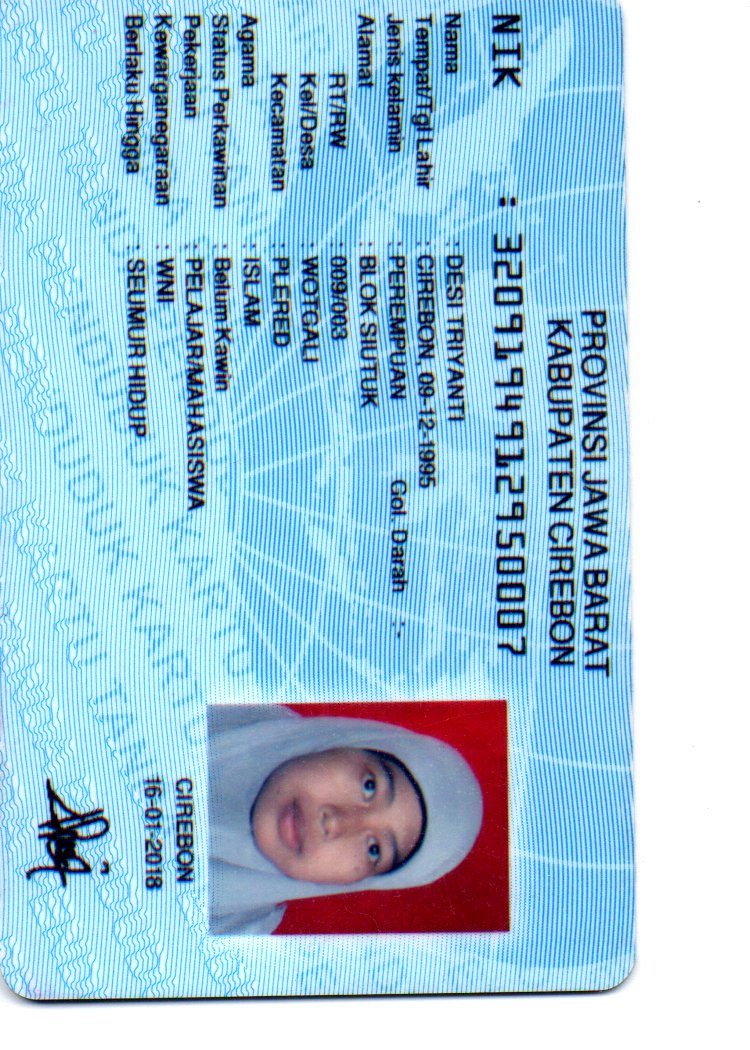 PROVINSI JAWA BARAT
KABUPATEN CIREBON
NIK : 3209194912950007
Nama : DESI TRIYANTI
Tempat/Tgl Lahir : CIREBON, 09-12-1995
Jenis kelamin : PEREMPUAN Gol. Darah :-
Alamat : BLOK SIUTUK
RT/RW : 009/003
Kel/Desa : WOTGALI
Kecamatan : PLERED
Agama : ISLAM
Status Perkawinan : Belum Kawin
Pekerjaan : PELAJAR/MAHASISWA
Kewarganegaraan : WNI
Berlaku Hingga : SEUMUR HIDUP
CIREBON
16-01-2018